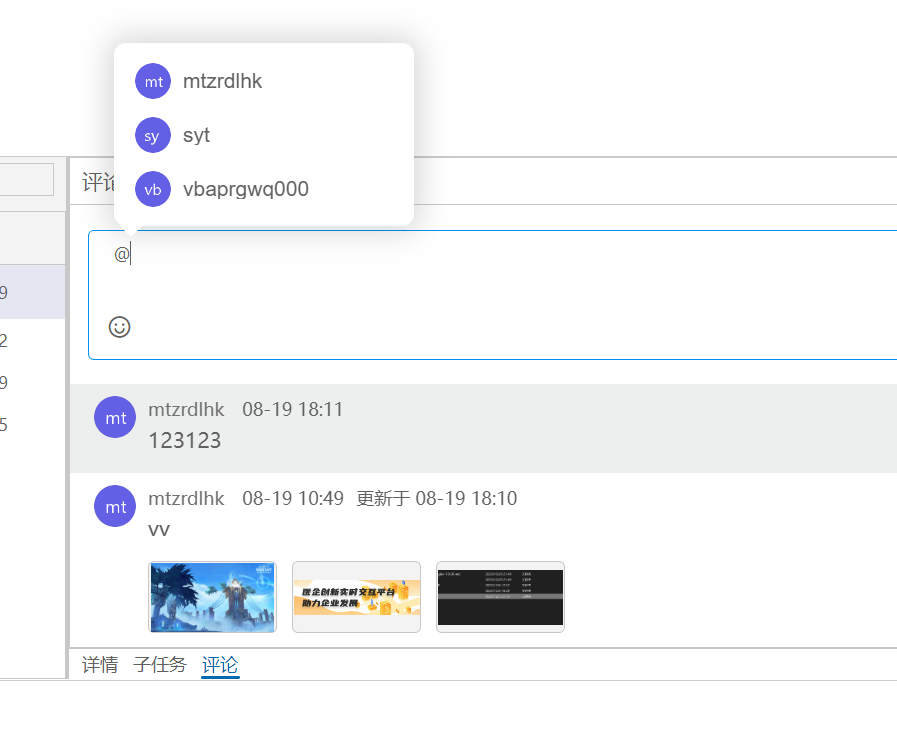 mt mtzrdlhk
sy syt
vb vbaprgwq000
评论
@
9
2
9
5
mt mtzrdlhk 08-19 18:11
123123
mt mtzrdlhk 08-19 10:49 更新于 08-19 18:10
vv
医企创新实时交互平台
助力企业发展
详情 子任务 评论